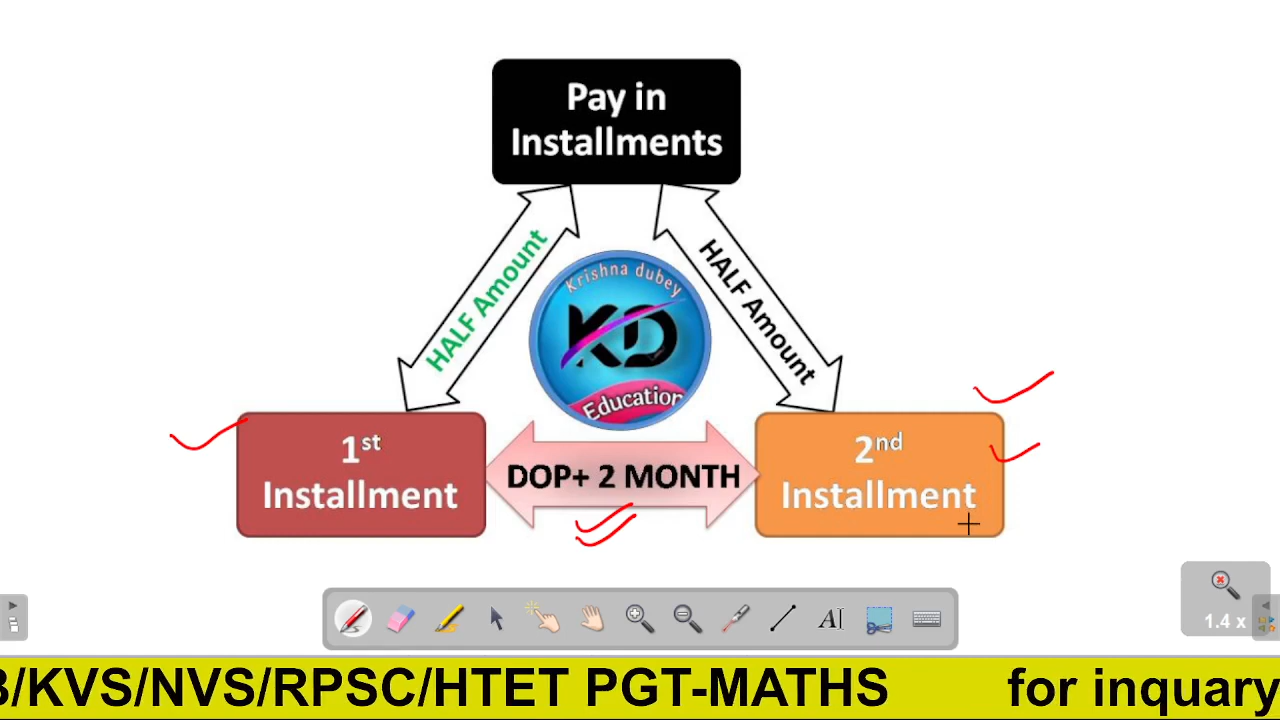 Pay in
Installments
HALF Amount
HALF Amount
Krishna dubey
KD
Education
1st
Installment
DOP+ 2 MONTH
2nd
Installment
AI
1.4 x
/KVS/NVS/RPSC/HTET PGT-MATHS for inquary